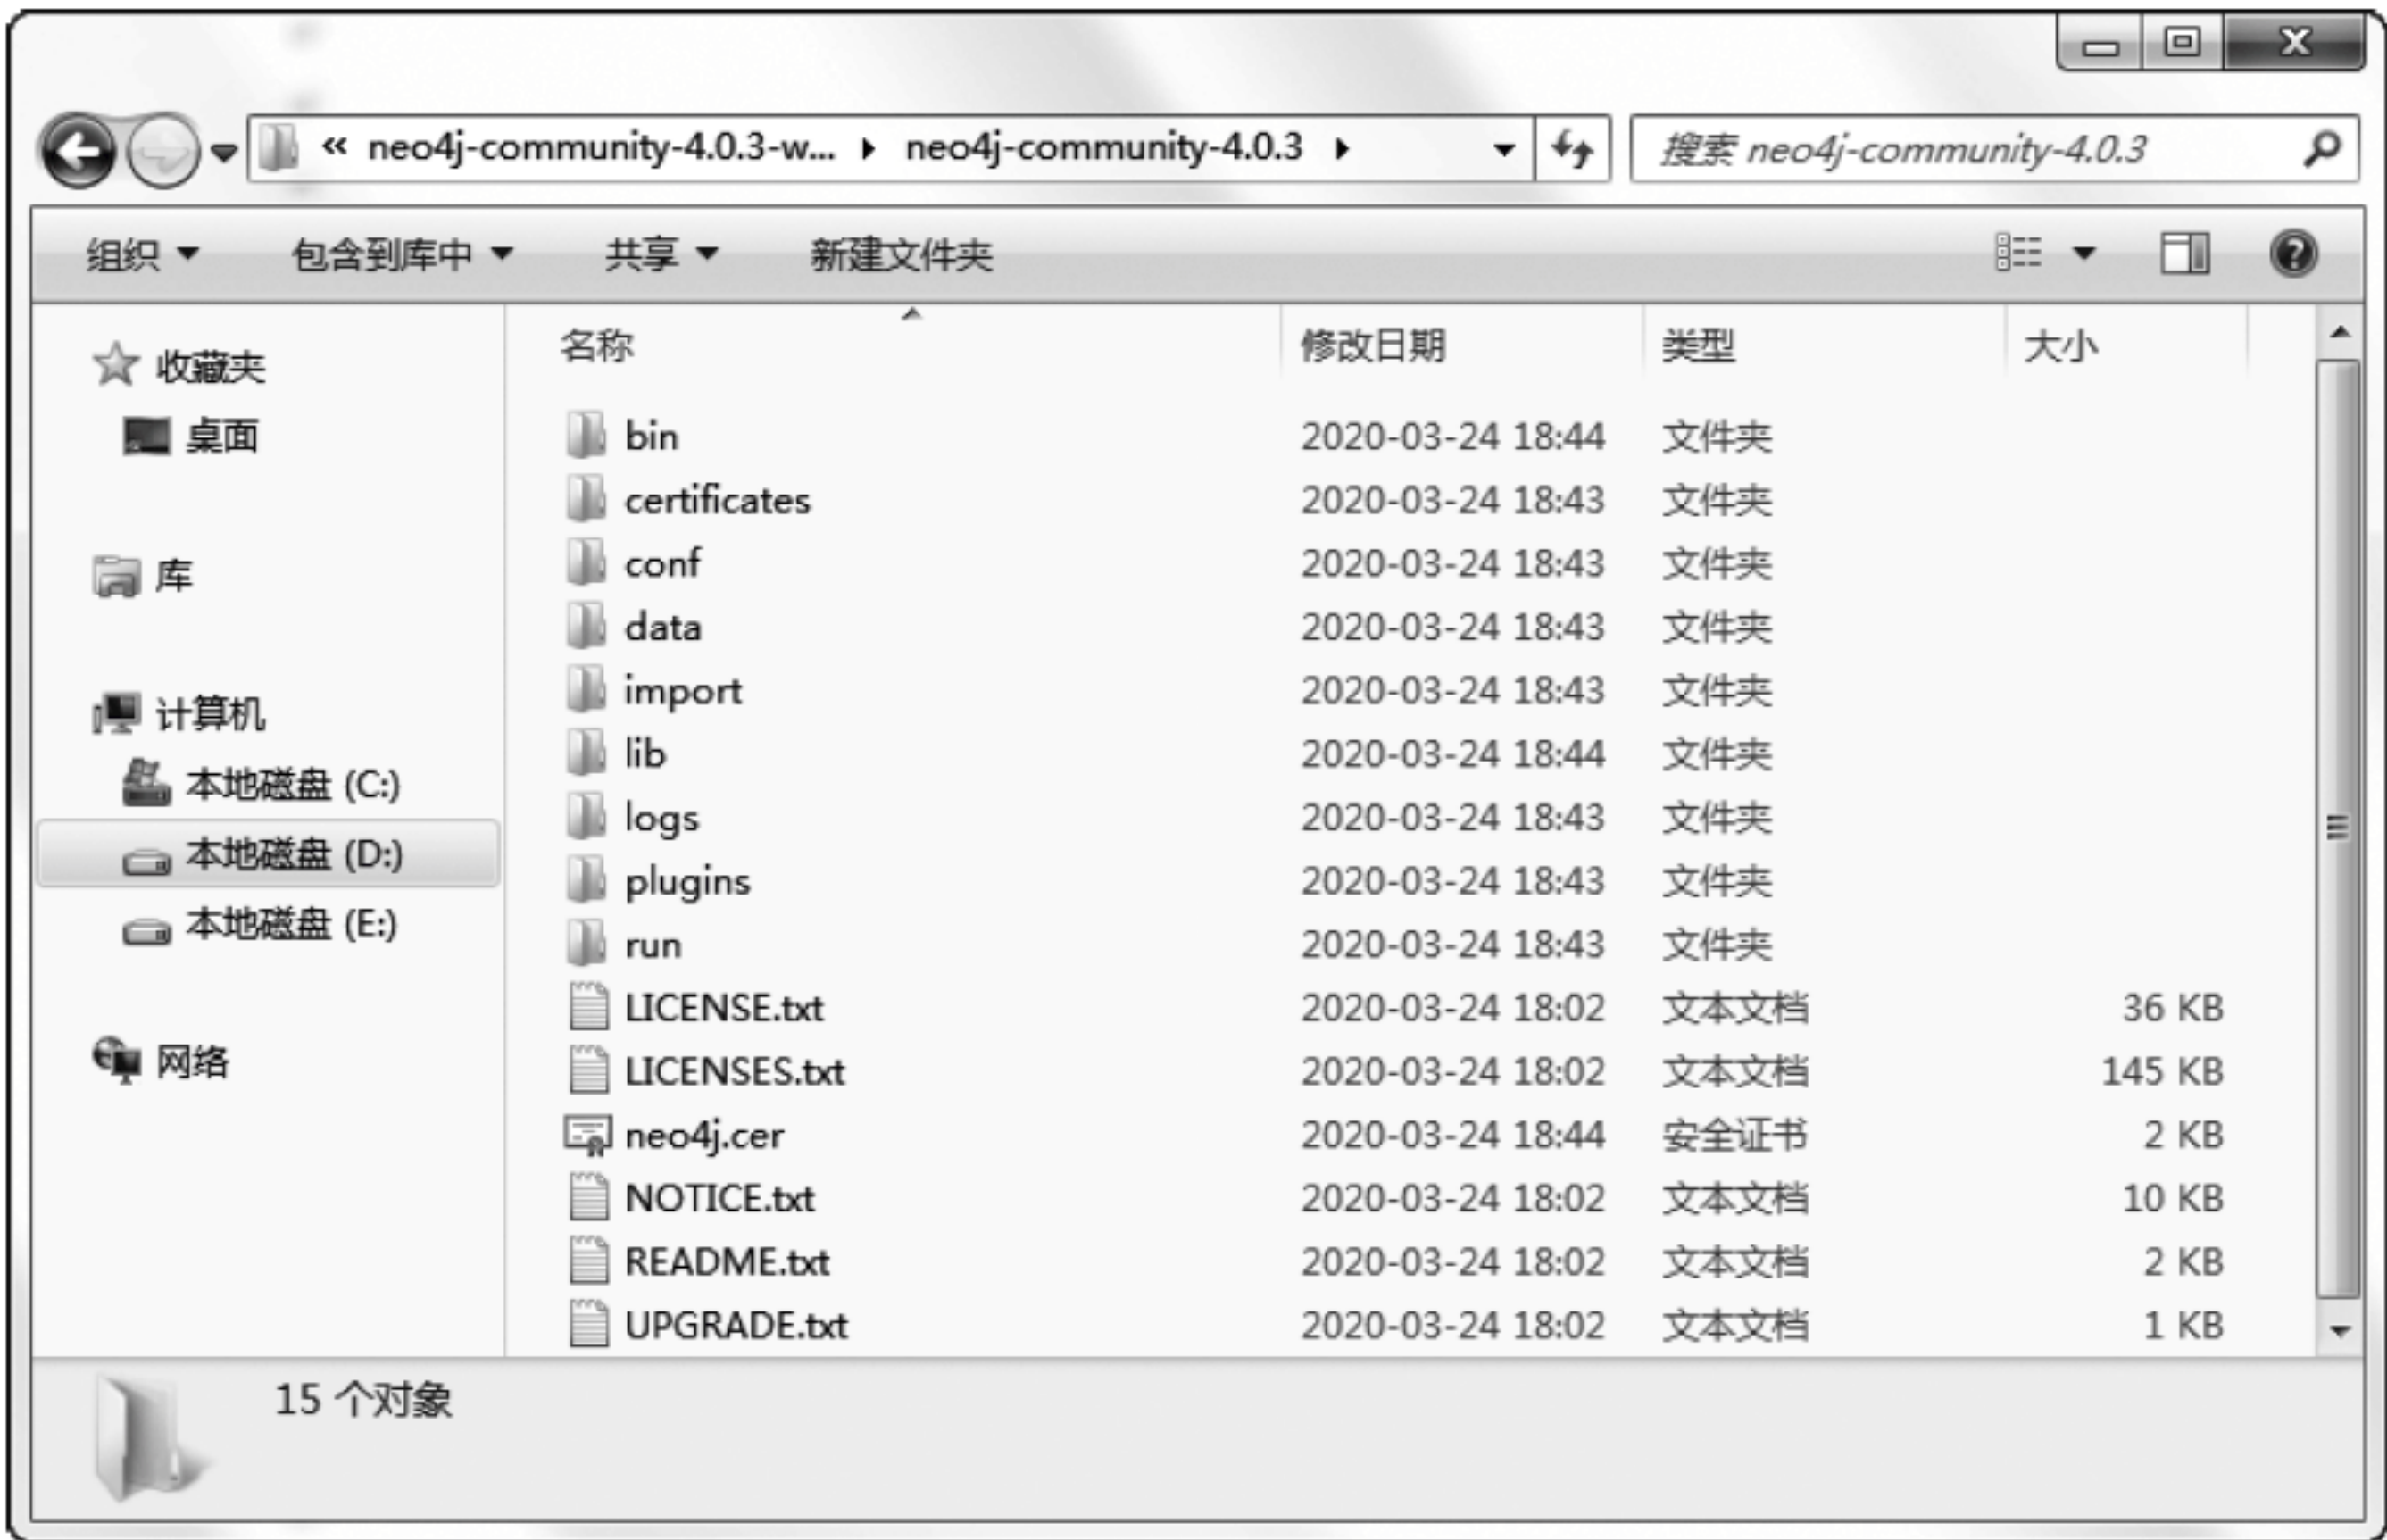 « neo4j-community-4.0.3-w... ▸ neo4j-community-4.0.3 ▸ 搜索 neo4j-community-4.0.3
组织 包含到库中 共享 新建文件夹
收藏夹
桌面
库
计算机
本地磁盘 (C:)
本地磁盘 (D:)
本地磁盘 (E:)
网络
名称 修改日期 类型 大小
bin 2020-03-24 18:44 文件夹
certificates 2020-03-24 18:43 文件夹
conf 2020-03-24 18:43 文件夹
data 2020-03-24 18:43 文件夹
import 2020-03-24 18:43 文件夹
lib 2020-03-24 18:44 文件夹
logs 2020-03-24 18:43 文件夹
plugins 2020-03-24 18:43 文件夹
run 2020-03-24 18:43 文件夹
LICENSE.txt 2020-03-24 18:02 文本文档 36 KB
LICENSES.txt 2020-03-24 18:02 文本文档 145 KB
neo4j.cer 2020-03-24 18:44 安全证书 2 KB
NOTICE.txt 2020-03-24 18:02 文本文档 10 KB
README.txt 2020-03-24 18:02 文本文档 2 KB
UPGRADE.txt 2020-03-24 18:02 文本文档 1 KB
15 个对象